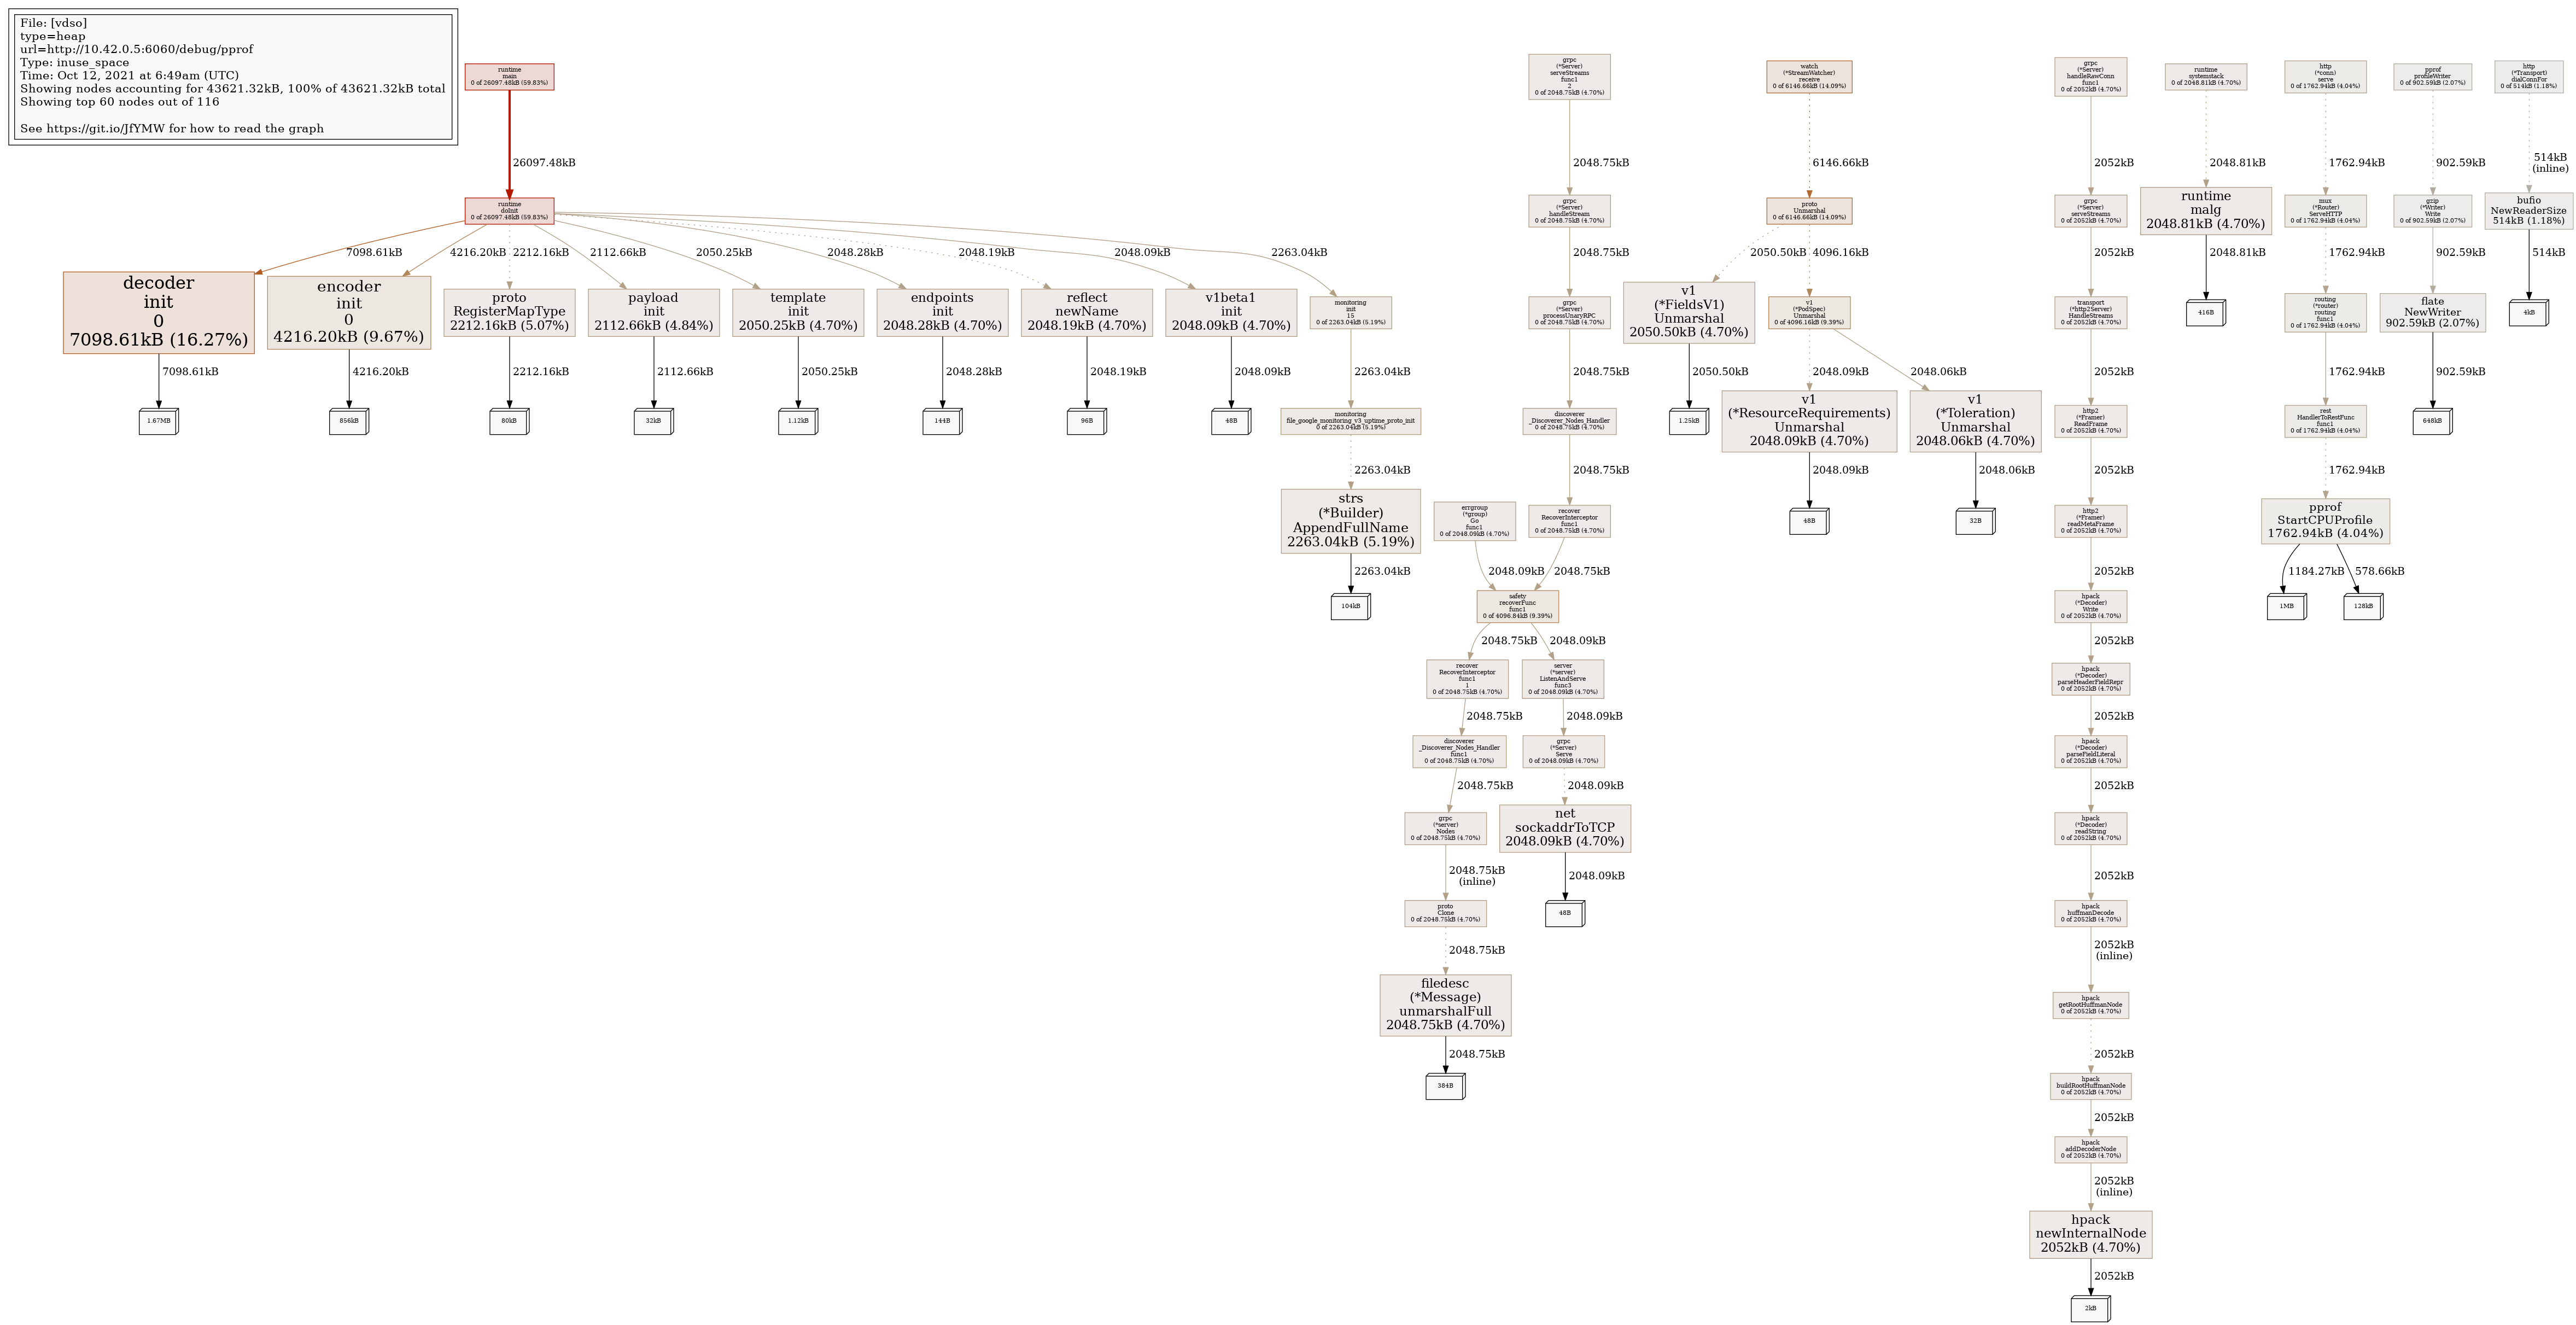 File: [vdso]
type=heap
url=http://10.42.0.5:6060/debug/pprof
Type: inuse_space
Time: Oct 12, 2021 at 6:49am (UTC)
Showing nodes accounting for 43621.32kB, 100% of 43621.32kB total
Showing top 60 nodes out of 116
See https://git.io/JfYMW for how to read the graph
runtime
main
0 of 26097.48kB (59.83%)
26097.48kB
runtime
doInit
0 of 26097.48kB (59.83%)
7098.61kB
4216.20kB
2212.16kB
2112.66kB
2050.25kB
2048.28kB
2048.19kB
2048.09kB
2263.04kB
decoder
init
0
7098.61kB (16.27%)
7098.61kB
1.67MB
encoder
init
0
4216.20kB (9.67%)
4216.20kB
856kB
proto
RegisterMapType
2212.16kB (5.07%)
2212.16kB
80kB
payload
init
2112.66kB (4.84%)
2112.66kB
32kB
template
init
2050.25kB (4.70%)
2050.25kB
1.12kB
endpoints
init
2048.28kB (4.70%)
2048.28kB
144B
reflect
newName
2048.19kB (4.70%)
2048.19kB
96B
v1beta1
init
2048.09kB (4.70%)
2048.09kB
48B
monitoring
init
15
0 of 2263.04kB (5.19%)
2263.04kB
monitoring
file_google_monitoring_v3_uptime_proto_init
0 of 2263.04kB (5.19%)
2263.04kB
strs
(*Builder)
AppendFullName
2263.04kB (5.19%)
2263.04kB
104kB
grpc
(*Server)
serveStreams
func1
2
0 of 2048.75kB (4.70%)
2048.75kB
grpc
(*Server)
handleStream
0 of 2048.75kB (4.70%)
2048.75kB
grpc
(*Server)
processUnaryRPC
0 of 2048.75kB (4.70%)
2048.75kB
discoverer
_Discoverer_Nodes_Handler
0 of 2048.75kB (4.70%)
2048.75kB
errgroup
(*group)
Go
func1
0 of 2048.09kB (4.70%)
recover
RecoverInterceptor
func1
0 of 2048.75kB (4.70%)
2048.09kB
2048.75kB
safety
recoverFunc
func1
0 of 4096.84kB (9.39%)
2048.75kB
2048.09kB
recover
RecoverInterceptor
func1
1
0 of 2048.75kB (4.70%)
2048.75kB
discoverer
_Discoverer_Nodes_Handler
func1
0 of 2048.75kB (4.70%)
2048.75kB
grpc
(*server)
Nodes
0 of 2048.75kB (4.70%)
2048.75kB
(inline)
proto
Clone
0 of 2048.75kB (4.70%)
2048.75kB
filedesc
(*Message)
unmarshalFull
2048.75kB (4.70%)
2048.75kB
384B
server
(*server)
ListenAndServe
func3
0 of 2048.09kB (4.70%)
2048.09kB
grpc
(*Server)
Serve
0 of 2048.09kB (4.70%)
2048.09kB
net
sockaddrToTCP
2048.09kB (4.70%)
2048.09kB
48B
watch
(*StreamWatcher)
receive
0 of 6146.66kB (14.09%)
6146.66kB
proto
Unmarshal
0 of 6146.66kB (14.09%)
2050.50kB
4096.16kB
v1
(*FieldsV1)
Unmarshal
2050.50kB (4.70%)
2050.50kB
1.25kB
v1
(*PodSpec)
Unmarshal
0 of 4096.16kB (9.39%)
2048.09kB
2048.06kB
v1
(*ResourceRequirements)
Unmarshal
2048.09kB (4.70%)
2048.09kB
48B
v1
(*Toleration)
Unmarshal
2048.06kB (4.70%)
2048.06kB
32B
grpc
(*Server)
handleRawConn
func1
0 of 2052kB (4.70%)
2052kB
grpc
(*Server)
serveStreams
0 of 2052kB (4.70%)
2052kB
transport
(*http2Server)
HandleStreams
0 of 2052kB (4.70%)
2052kB
http2
(*Framer)
ReadFrame
0 of 2052kB (4.70%)
2052kB
http2
(*Framer)
readMetaFrame
0 of 2052kB (4.70%)
2052kB
hpack
(*Decoder)
Write
0 of 2052kB (4.70%)
2052kB
hpack
(*Decoder)
parseHeaderFieldRepr
0 of 2052kB (4.70%)
2052kB
hpack
(*Decoder)
parseFieldLiteral
0 of 2052kB (4.70%)
2052kB
hpack
(*Decoder)
readString
0 of 2052kB (4.70%)
2052kB
hpack
huffmanDecode
0 of 2052kB (4.70%)
2052kB
(inline)
hpack
getRootHuffmanNode
0 of 2052kB (4.70%)
2052kB
hpack
buildRootHuffmanNode
0 of 2052kB (4.70%)
2052kB
hpack
addDecoderNode
0 of 2052kB (4.70%)
2052kB
(inline)
hpack
newInternalNode
2052kB (4.70%)
2052kB
2kB
runtime
systemstack
0 of 2048.81kB (4.70%)
2048.81kB
runtime
malg
2048.81kB (4.70%)
2048.81kB
416B
http
(*conn)
serve
0 of 1762.94kB (4.04%)
1762.94kB
mux
(*Router)
ServeHTTP
0 of 1762.94kB (4.04%)
1762.94kB
routing
(*router)
routing
func1
0 of 1762.94kB (4.04%)
1762.94kB
rest
HandlerToRestFunc
func1
0 of 1762.94kB (4.04%)
1762.94kB
pprof
StartCPUProfile
1762.94kB (4.04%)
1184.27kB
578.66kB
1MB
128kB
pprof
profileWriter
0 of 902.59kB (2.07%)
902.59kB
gzip
(*Writer)
Write
0 of 902.59kB (2.07%)
902.59kB
flate
NewWriter
902.59kB (2.07%)
902.59kB
648kB
http
(*Transport)
dialConnFor
0 of 514kB (1.18%)
514kB
(inline)
bufio
NewReaderSize
514kB (1.18%)
514kB
4kB